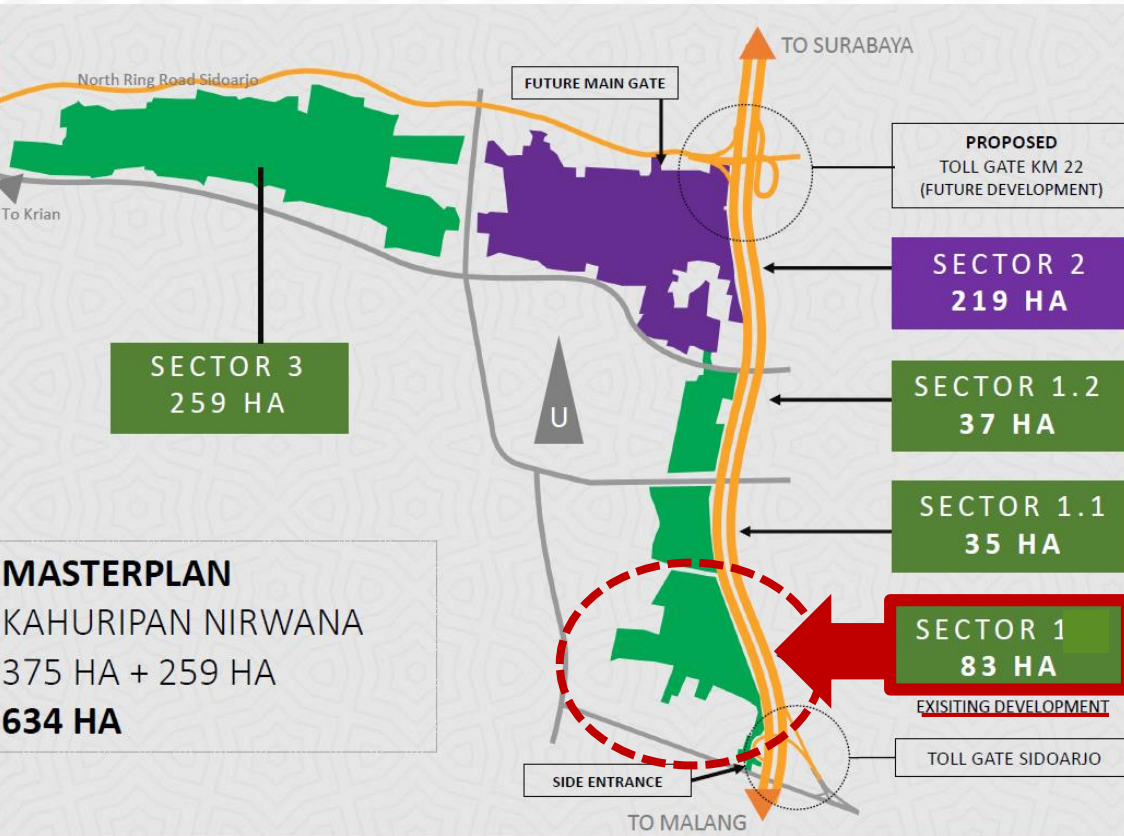 TO SURABAYA
North Ring Road Sidoarjo
FUTURE MAIN GATE
PROPOSED
TOLL GATE KM 22
(FUTURE DEVELOPMENT)
To Krian
SECTOR 2
219 HA
SECTOR 3
259 HA
SECTOR 1.2
37 HA
U
SECTOR 1.1
35 HA
MASTERPLAN
KAHURIPAN NIRWANA
375 HA + 259 HA
634 HA
SECTOR 1
83 HA
EXISITING DEVELOPMENT
TOLL GATE SIDOARJO
SIDE ENTRANCE
TO MALANG